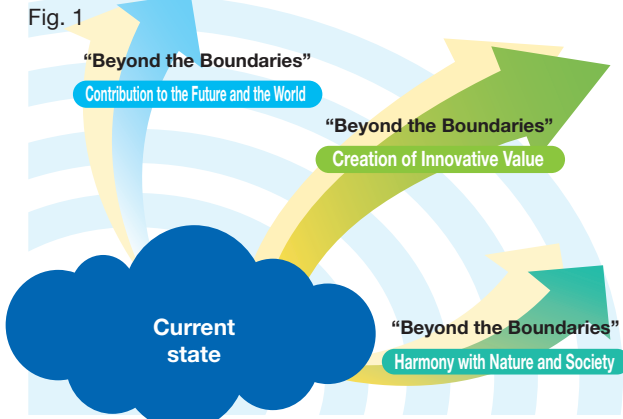 Fig. 1
“Beyond the Boundaries”
Contribution to the Future and the World
“Beyond the Boundaries”
Creation of Innovative Value
Current
state
“Beyond the Boundaries”
Harmony with Nature and Society